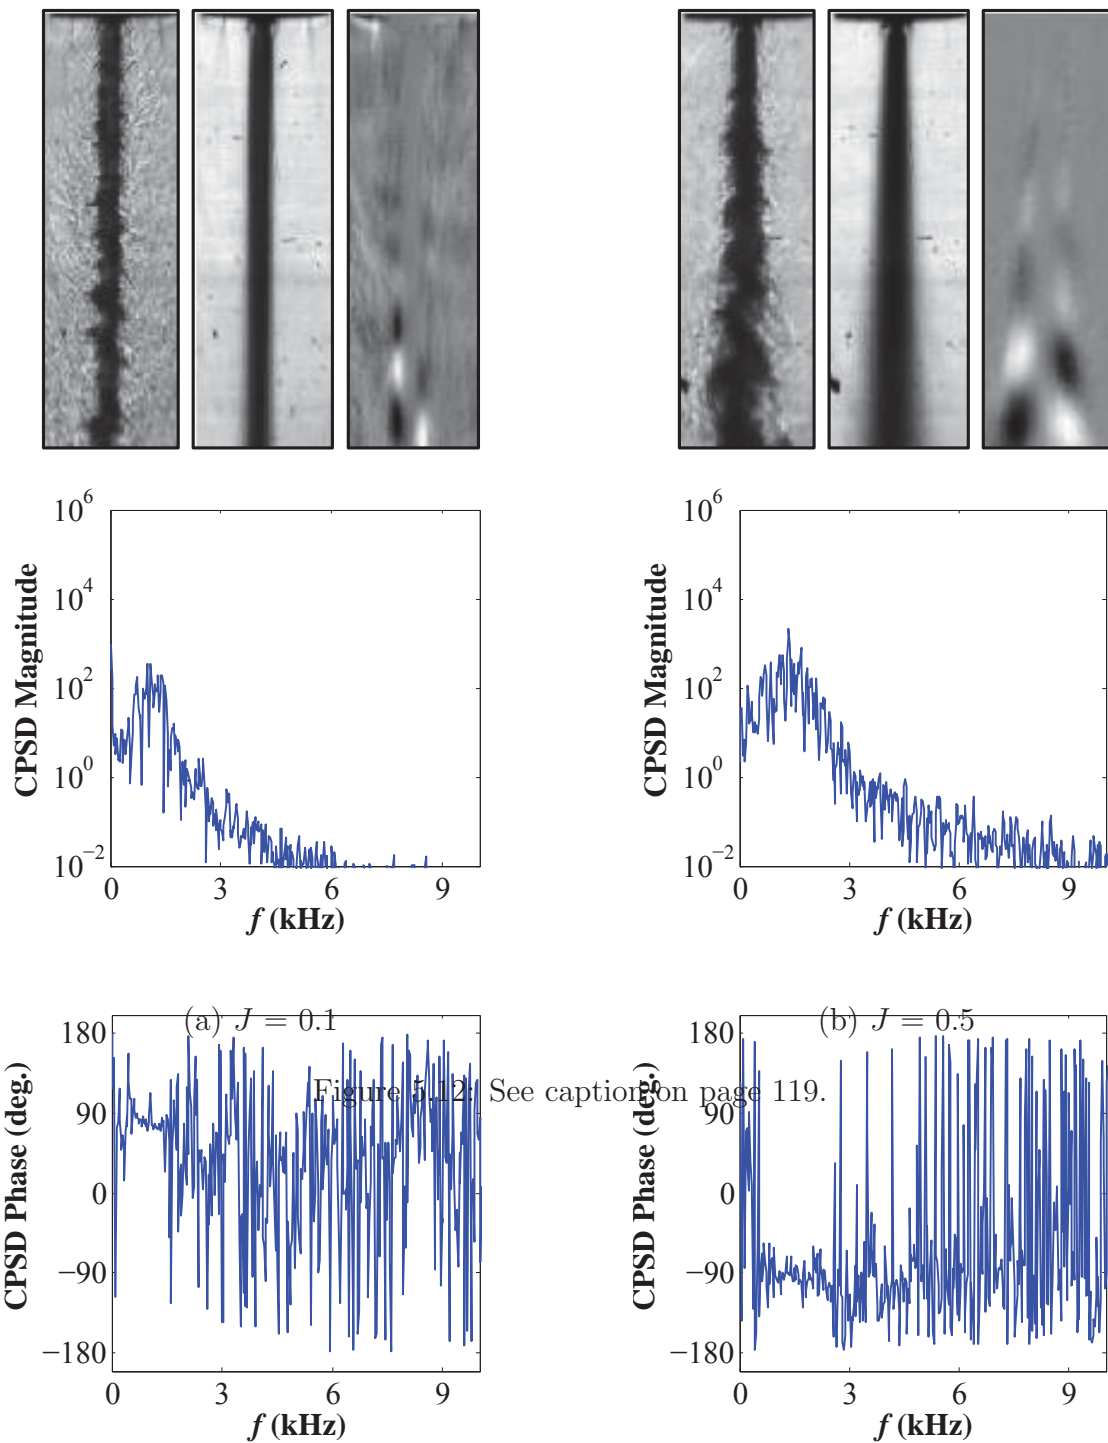 10^6
10^4
10^2
10^0
10^−2
CPSD Magnitude
0 3 6 9
f (kHz)
10^6
10^4
10^2
10^0
10^−2
CPSD Magnitude
0 3 6 9
f (kHz)
180
90
0
−90
−180
CPSD Phase (deg.)
0 3 6 9
f (kHz)
180
90
0
−90
−180
CPSD Phase (deg.)
0 3 6 9
f (kHz)
(a) J = 0.1
(b) J = 0.5
Figure 5.12: See caption on page 119.